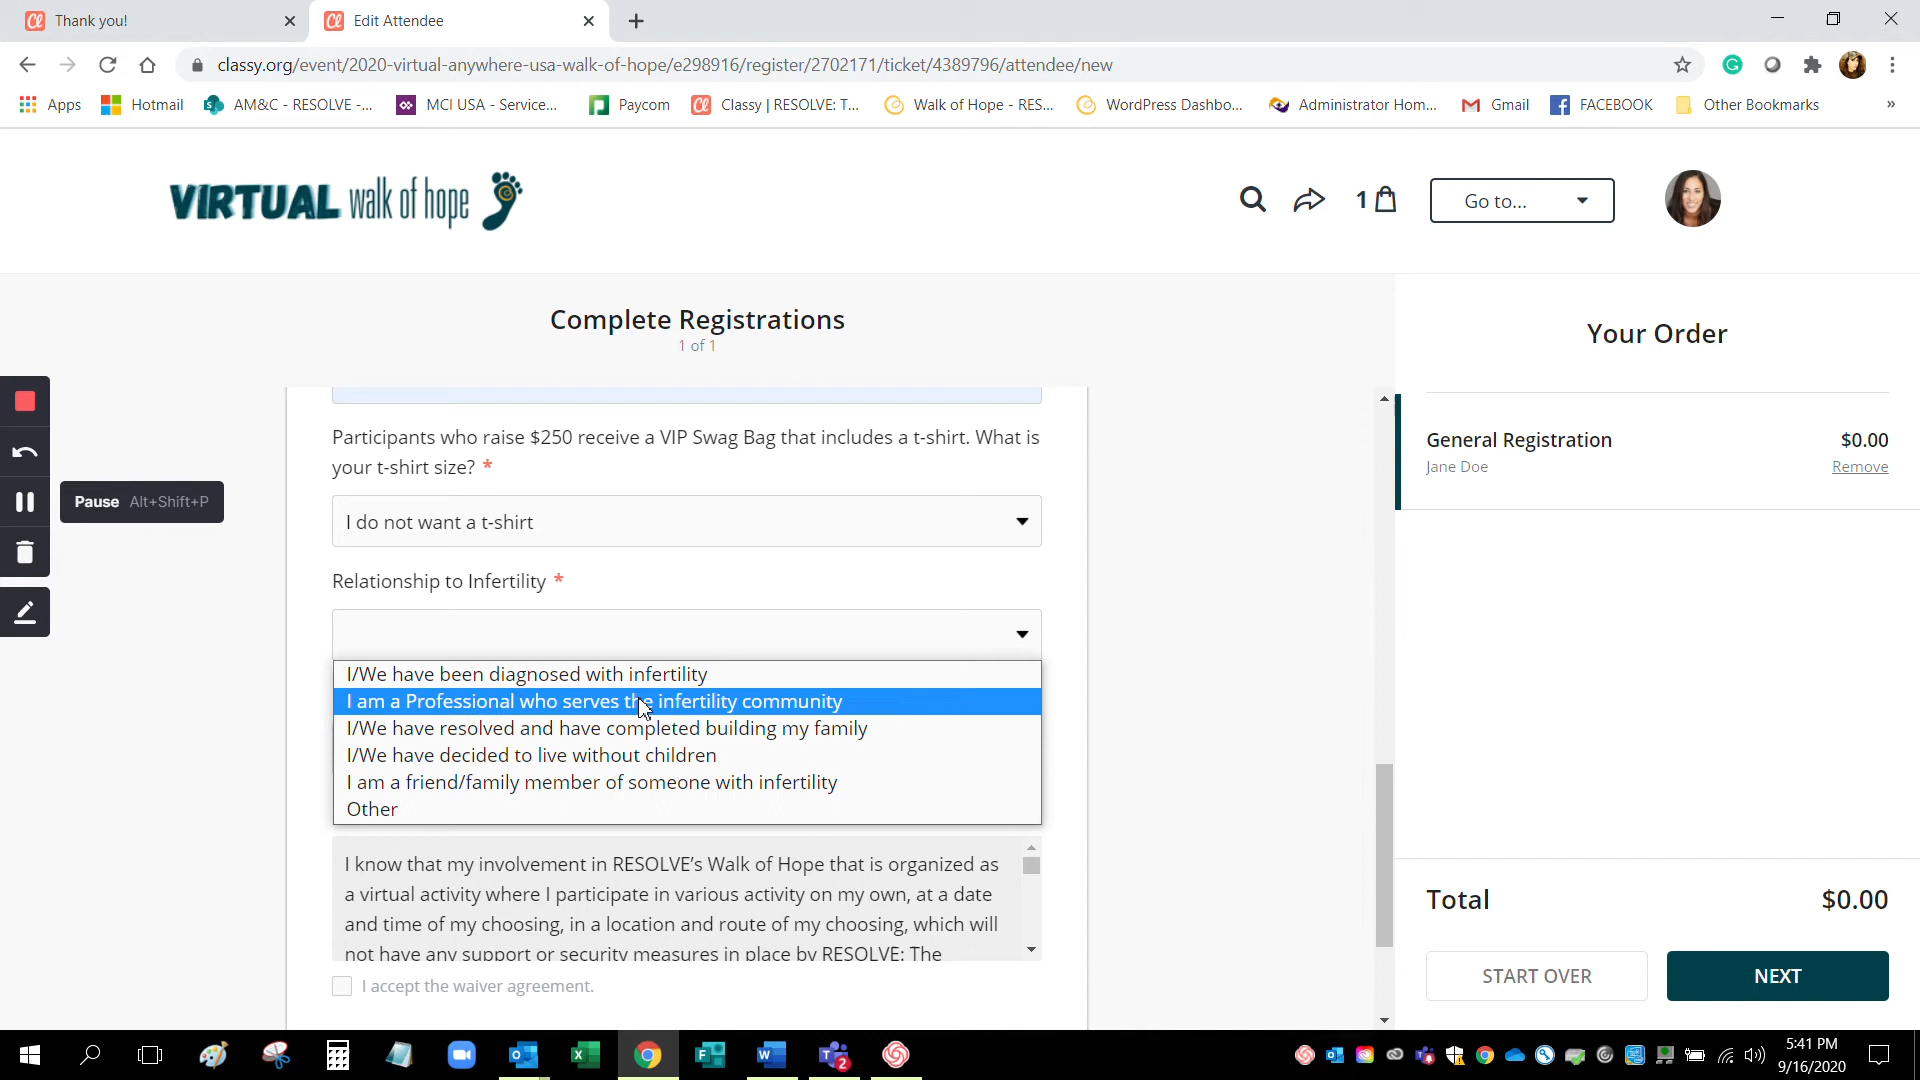 Thank you!
Edit Attendee
classy.org/event/2020-virtual-anywhere-usa-walk-of-hope/e298916/register/2702171/ticket/4389796/attendee/new
Apps
Hotmail
AM&C - RESOLVE -...
MCI USA - Service...
Paycom
Classy | RESOLVE: T...
Walk of Hope - RES...
WordPress Dashbo...
Administrator Hom...
Gmail
FACEBOOK
Other Bookmarks
»
VIRTUAL walk of hope
1
Go to...
Complete Registrations
1 of 1
Your Order
General Registration
$0.00
Jane Doe
Remove
Participants who raise $250 receive a VIP Swag Bag that includes a t-shirt. What is
your t-shirt size? *
Pause Alt+Shift+P
I do not want a t-shirt
Relationship to Infertility *
I/We have been diagnosed with infertility
I am a Professional who serves the infertility community
I/We have resolved and have completed building my family
I/We have decided to live without children
I am a friend/family member of someone with infertility
Other
I know that my involvement in RESOLVE’s Walk of Hope that is organized as
a virtual activity where I participate in various activity on my own, at a date
and time of my choosing, in a location and route of my choosing, which will
not have any support or security measures in place by RESOLVE: The
I accept the waiver agreement.
Total
$0.00
START OVER
NEXT
5:41 PM
9/16/2020